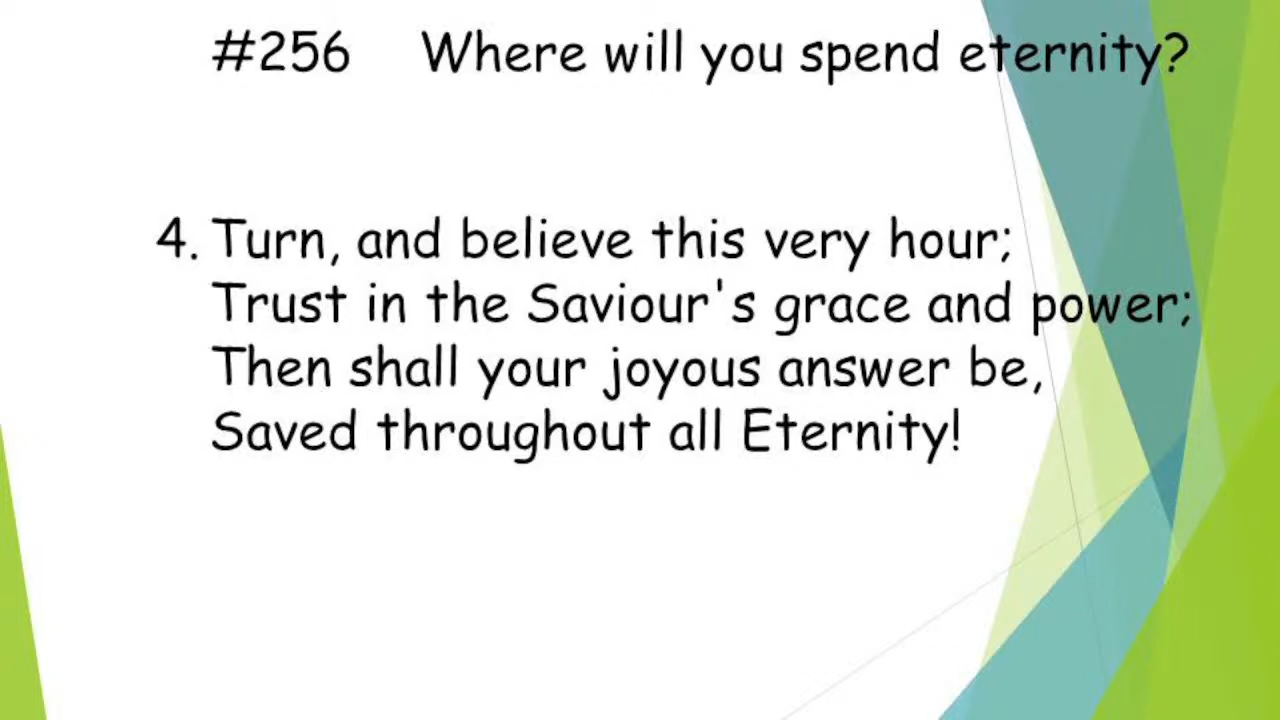 #256 Where will you spend eternity?
4. Turn, and believe this very hour;
Trust in the Saviour's grace and power;
Then shall your joyous answer be,
Saved throughout all Eternity!